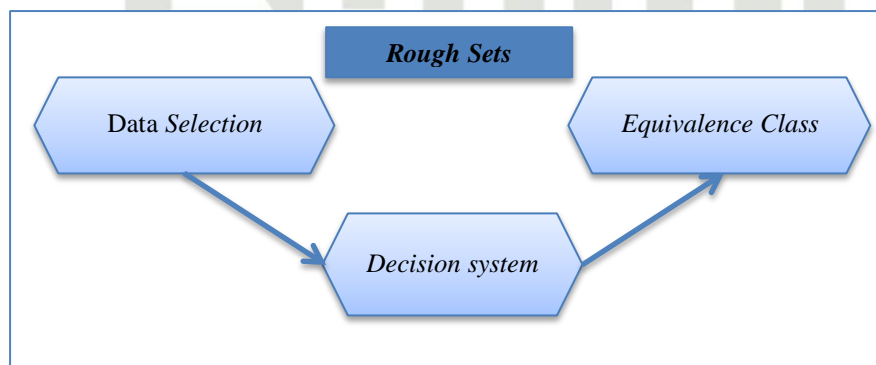 Rough Sets
Data Selection
Equivalence Class
Decision system